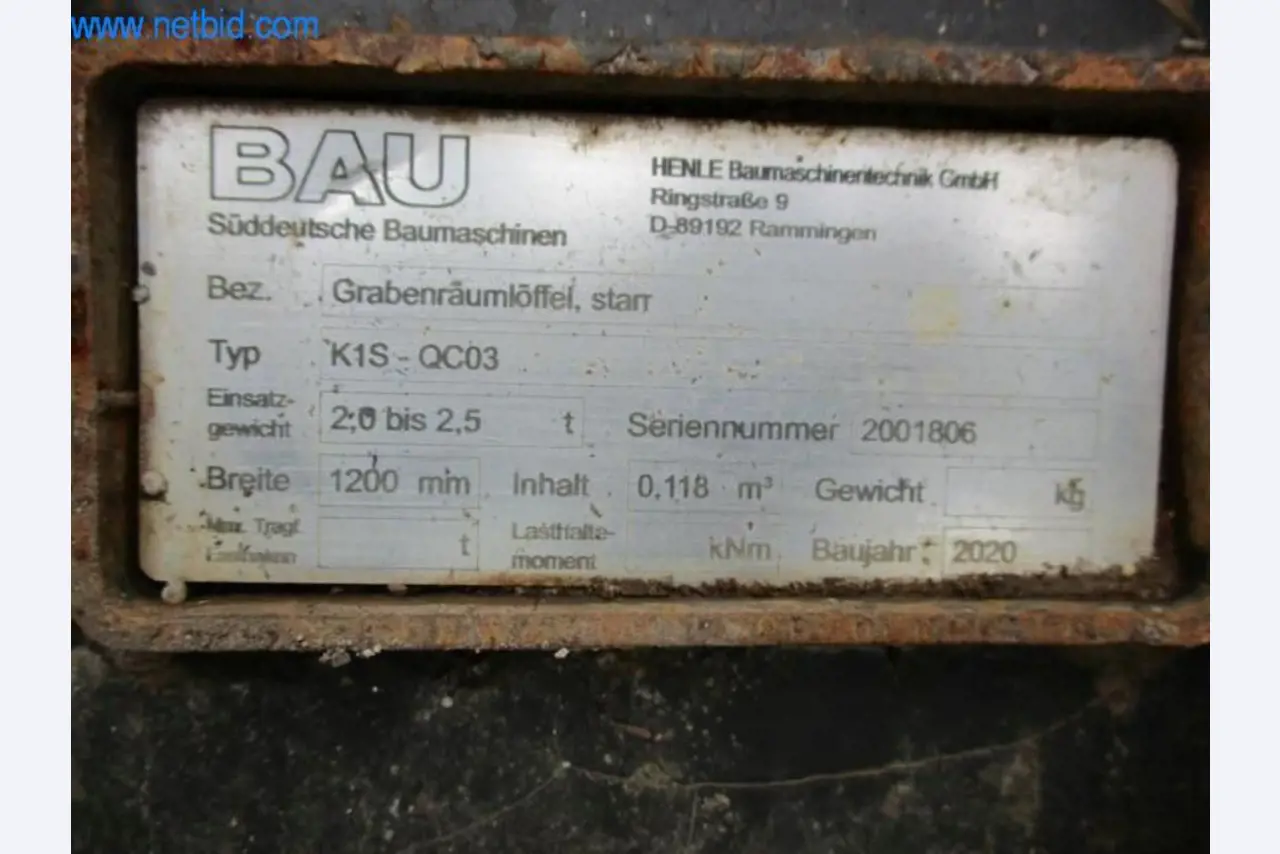 www.netbid.com
BAU
Süddeutsche Baumaschinen
HENLE Baumaschinentechnik GmbH
Ringstraße 9
D-89192 Rammingen
Bez. Grabenräumlöffel, starr
Typ K1S - QC03
Einsatz-
gewicht 2,0 bis 2,5 t Seriennummer 2001806
Breite 1200 mm Inhalt 0,118 m³ Gewicht kg
Max. Tragf.
t
Lasthalte-
moment kNm Baujahr: 2020